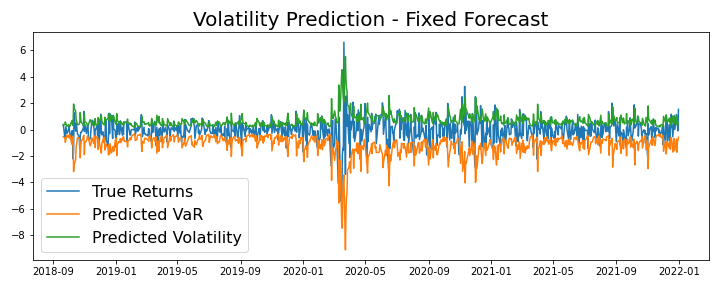 Volatility Prediction - Fixed Forecast
6
4
2
0
−2
−4
−6
−8
True Returns
Predicted VaR
Predicted Volatility
2018-09 2019-01 2019-05 2019-09 2020-01 2020-05 2020-09 2021-01 2021-05 2021-09 2022-01